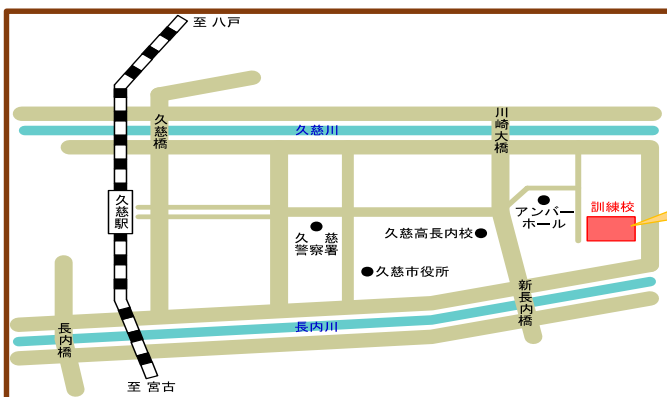 至 八戸
久慈橋
川崎大橋
久慈川
久慈駅
訓練校
アンバー
ホール
久慈
警察署
久慈高長内校
久慈市役所
新長内橋
長内橋
長内川
至 宮古